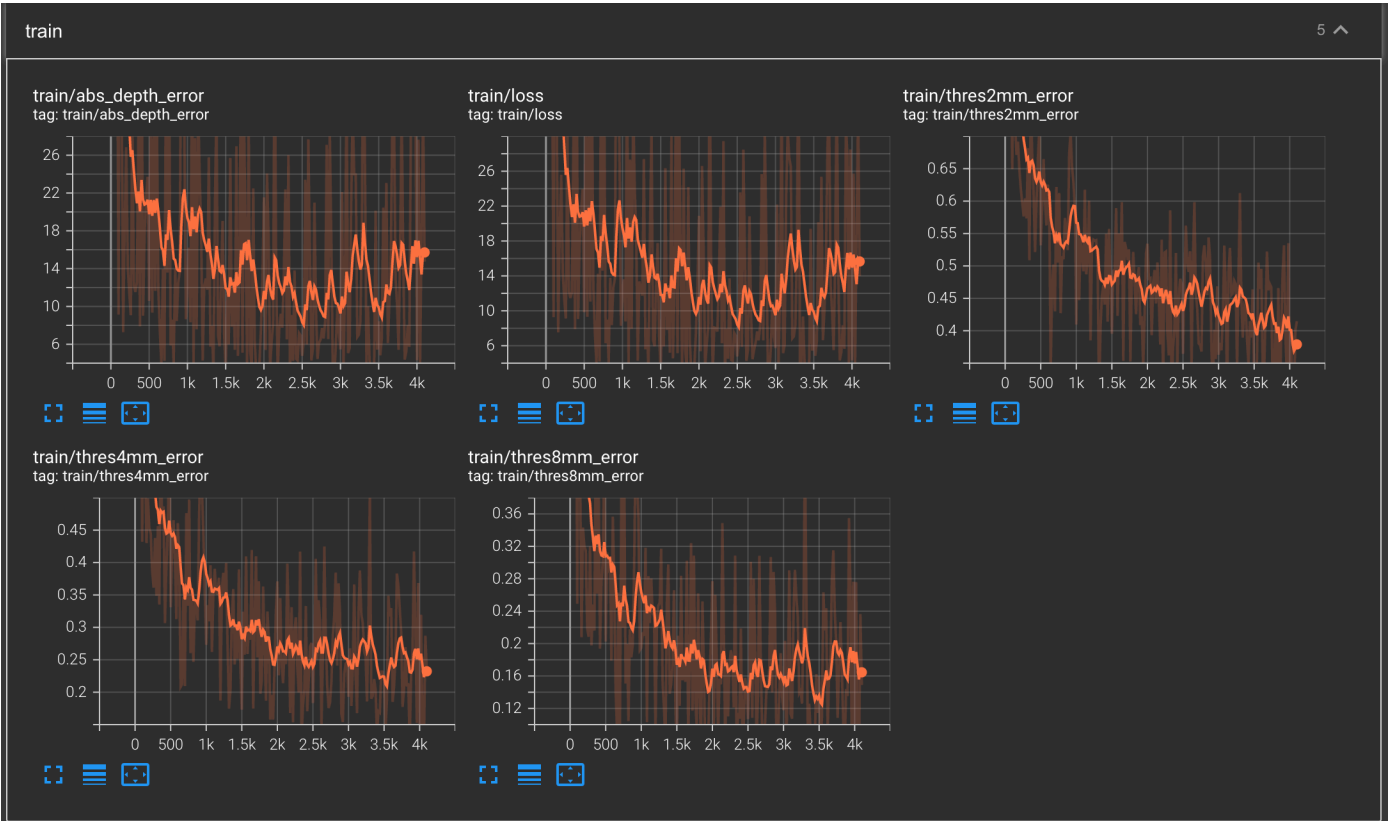 train
5
train/abs_depth_error
tag: train/abs_depth_error
26
22
18
14
10
6
0 500 1k 1.5k 2k 2.5k 3k 3.5k 4k
train/loss
tag: train/loss
26
22
18
14
10
6
0 500 1k 1.5k 2k 2.5k 3k 3.5k 4k
train/thres2mm_error
tag: train/thres2mm_error
0.65
0.6
0.55
0.5
0.45
0.4
0 500 1k 1.5k 2k 2.5k 3k 3.5k 4k
train/thres4mm_error
tag: train/thres4mm_error
0.45
0.4
0.35
0.3
0.25
0.2
0 500 1k 1.5k 2k 2.5k 3k 3.5k 4k
train/thres8mm_error
tag: train/thres8mm_error
0.36
0.32
0.28
0.24
0.2
0.16
0.12
0 500 1k 1.5k 2k 2.5k 3k 3.5k 4k